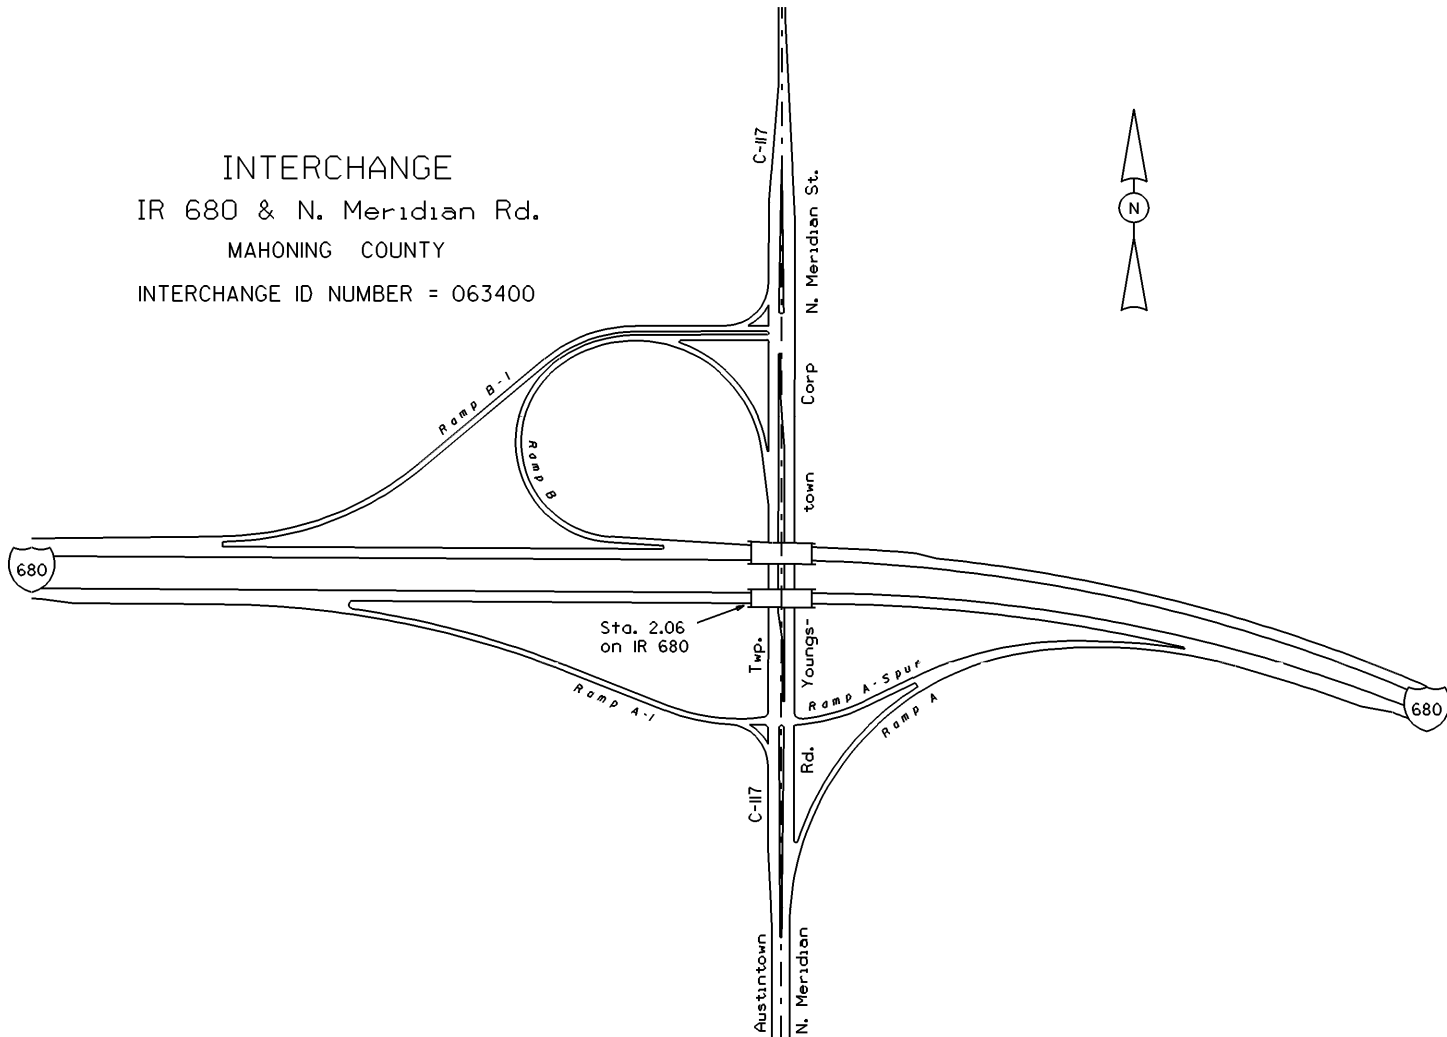 INTERCHANGE
IR 680 & N. Meridian Rd.
MAHONING COUNTY
INTERCHANGE ID NUMBER = 063400
C-117
N. Meridian St.
N
Corp
Ramp B-1
Ramp B
town
680
Sta. 2.06
on IR 680
Twp.
Youngs-
Ramp A-Spur
Ramp A-1
Ramp A
680
Rd.
C-117
Austintown
N. Meridian